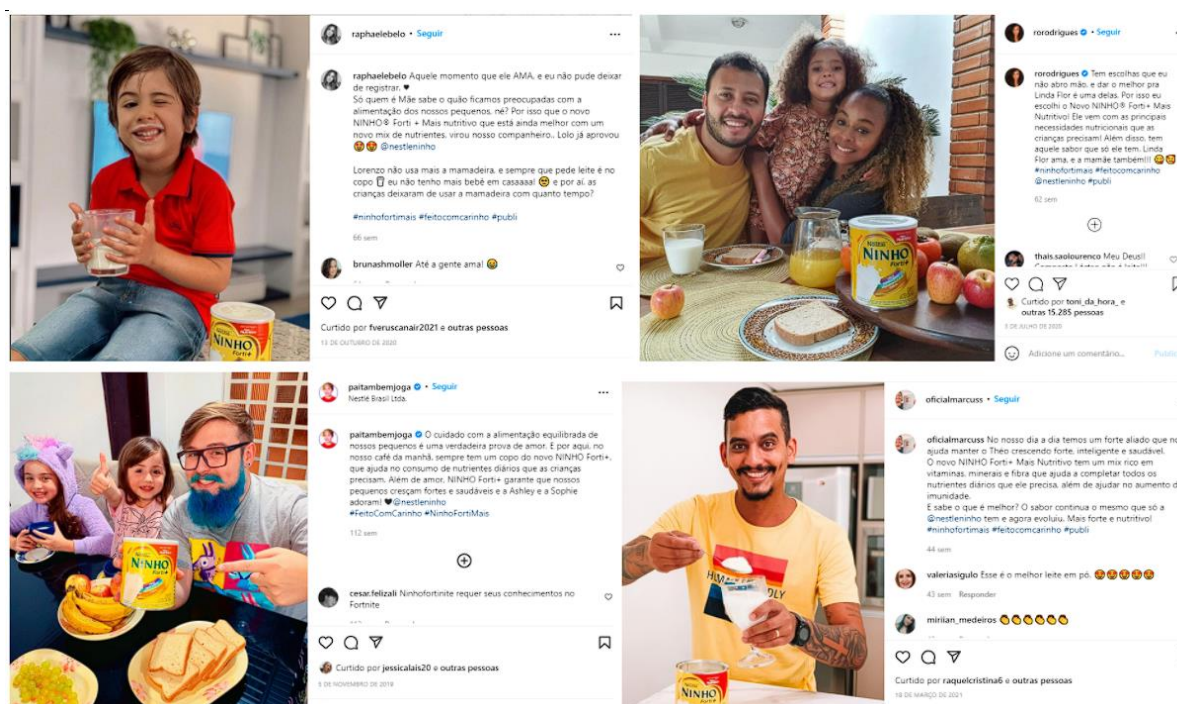 raphaelebelo • Seguir
raphaelebelo Aquele momento que ele AMA, e eu não pude deixar
de registrar. ♥
Só quem é Mãe sabe o quão ficamos preocupadas com a
alimentação dos nossos pequenos, né? Por isso que o novo
NINHO® Forti + Mais nutritivo que está ainda melhor com um
novo mix de nutrientes, virou nosso companheiro.. Lolo já aprovou
😍😍 @nestleninho
Lorenzo não usa mais a mamadeira, e sempre que pede leite é no
copo 🥛 eu não tenho mais bebê em casaaaa! 🥺 e por aí, as
crianças deixaram de usar a mamadeira com quanto tempo?
#ninhofortimais #feitocomcarinho #publi
66 sem
brunashmoller Até a gente ama! 😂
Curtido por fveruscanair2021 e outras pessoas
13 DE OUTUBRO DE 2020
NINHO
Forti+
rorodrigues • Seguir
rorodrigues Tem escolhas que eu
não abro mão, e dar o melhor pra
Linda Flor é uma delas. Por isso eu
escolhi o Novo NINHO® Forti+ Mais
Nutritivo! Ele vem com as principais
necessidades nutricionais que as
crianças precisam! Além disso, tem
aquele sabor que só ele tem. Linda
Flor ama, e a mamãe também!!! 😋🥰
#ninhofortimais #feitocomcarinho
@nestleninho #publi
62 sem
thais.saolourenco Meu Deus!!
Curtido por toni_da_hora_ e
outras 15.285 pessoas
DE JULHO DE 2020
Adicione um comentário...
Nestlé
NINHO
Forti+
paitambemjoga • Seguir
Nestlé Brasil Ltda.
paitambemjoga O cuidado com a alimentação equilibrada de
nossos pequenos é uma verdadeira prova de amor. E por aqui, no
nosso café da manhã, sempre tem um copo do novo NINHO Forti+,
que ajuda no consumo de nutrientes diários que as crianças
precisam. Além de amor, NINHO Forti+ garante que nossos
pequenos cresçam fortes e saudáveis e a Ashley e a Sophie
adoram! ♥@nestleninho
#FeitoComCarinho #NinhoFortiMais
112 sem
cesar.felizali Ninhofortinite requer seus conhecimentos no
Fortnite
Curtido por jessicalais20 e outras pessoas
5 DE NOVEMBRO DE 2019
NINHO
Forti+
oficialmarcuss • Seguir
oficialmarcuss No nosso dia a dia temos um forte aliado que no
ajuda manter o Théo crescendo forte, inteligente e saudável.
O novo NINHO Forti+ Mais Nutritivo tem um mix rico em
vitaminas, minerais e fibra que ajuda a completar todos os
nutrientes diários que ele precisa, além de ajudar no aumento d
imunidade.
E sabe o que é melhor? O sabor continua o mesmo que só a
@nestleninho tem e agora evoluiu. Mais forte e nutritivo!
#ninhofortimais #feitocomcarinho #publi
44 sem
valeriasigulo Esse é o melhor leite em pó. 😍😍😍😍😍
43 sem Responder
miriian_medeiros 👏👏👏👏👏👏
Curtido por raquelcristina6 e outras pessoas
18 DE MARÇO DE 2021
NINHO